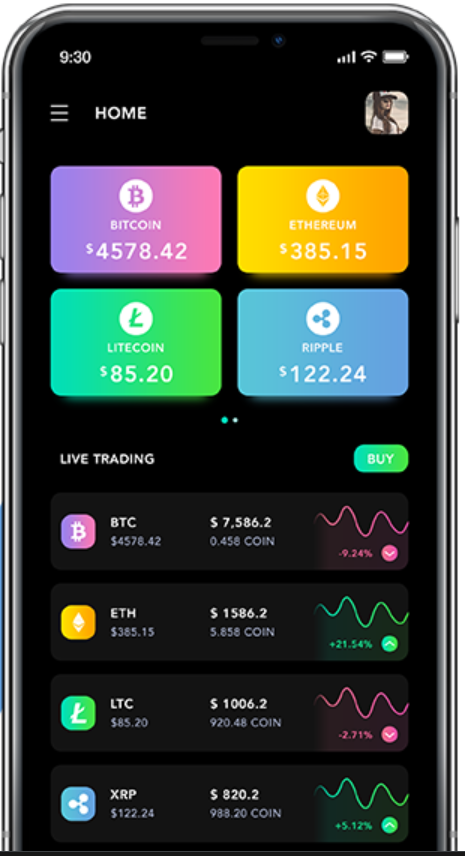 9:30
HOME
BITCOIN
$4578.42
ETHEREUM
$385.15
LITECOIN
$85.20
RIPPLE
$122.24
LIVE TRADING
BUY
BTC $ 7,586.2
$4578.42 0.458 COIN
-9.24%
ETH $ 1586.2
$385.15 5.858 COIN
+21.54%
LTC $ 1006.2
$85.20 920.48 COIN
-2.71%
XRP $ 820.2
$122.24 988.20 COIN
+5.12%